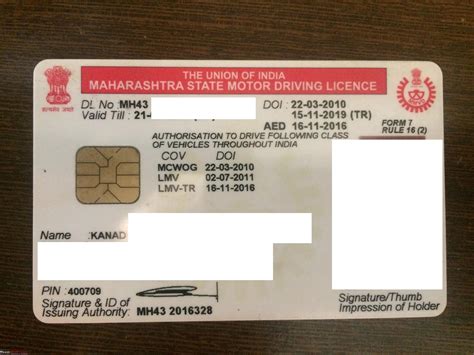 THE UNION OF INDIA
MAHARASHTRA STATE MOTOR DRIVING LICENCE
DL No :MH43 DOI : 22-03-2010
Valid Till : 21- 15-11-2019 (TR)
AED 16-11-2016
FORM 7
RULE 16 (2)
AUTHORISATION TO DRIVE FOLLOWING CLASS
OF VEHICLES THROUGHOUT INDIA
COV DOI
MCWOG 22-03-2010
LMV 02-07-2011
LMV-TR 16-11-2016
Name : KANAD
PIN : 400709
Signature & ID of
Issuing Authority: MH43 2016328
Signature/Thumb
Impression of Holder